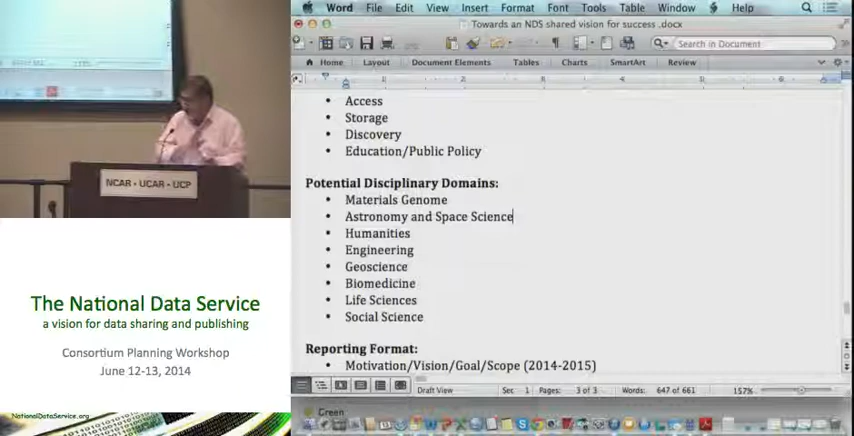 NCAR • UCAR • UCP
The National Data Service
a vision for data sharing and publishing
Consortium Planning Workshop
June 12-13, 2014
NationalDataService.org
Word File Edit View Insert Format Font Tools Table Window Help
Towards an NDS shared vision for success .docx
Search in Document
Home Layout Document Elements Tables Charts SmartArt Review
• Access
• Storage
• Discovery
• Education/Public Policy
Potential Disciplinary Domains:
• Materials Genome
• Astronomy and Space Science
• Humanities
• Engineering
• Geoscience
• Biomedicine
• Life Sciences
• Social Science
Reporting Format:
• Motivation/Vision/Goal/Scope (2014-2015)
Draft View Sec 1 Pages: 3 of 3 Words: 647 of 661 157%
Green